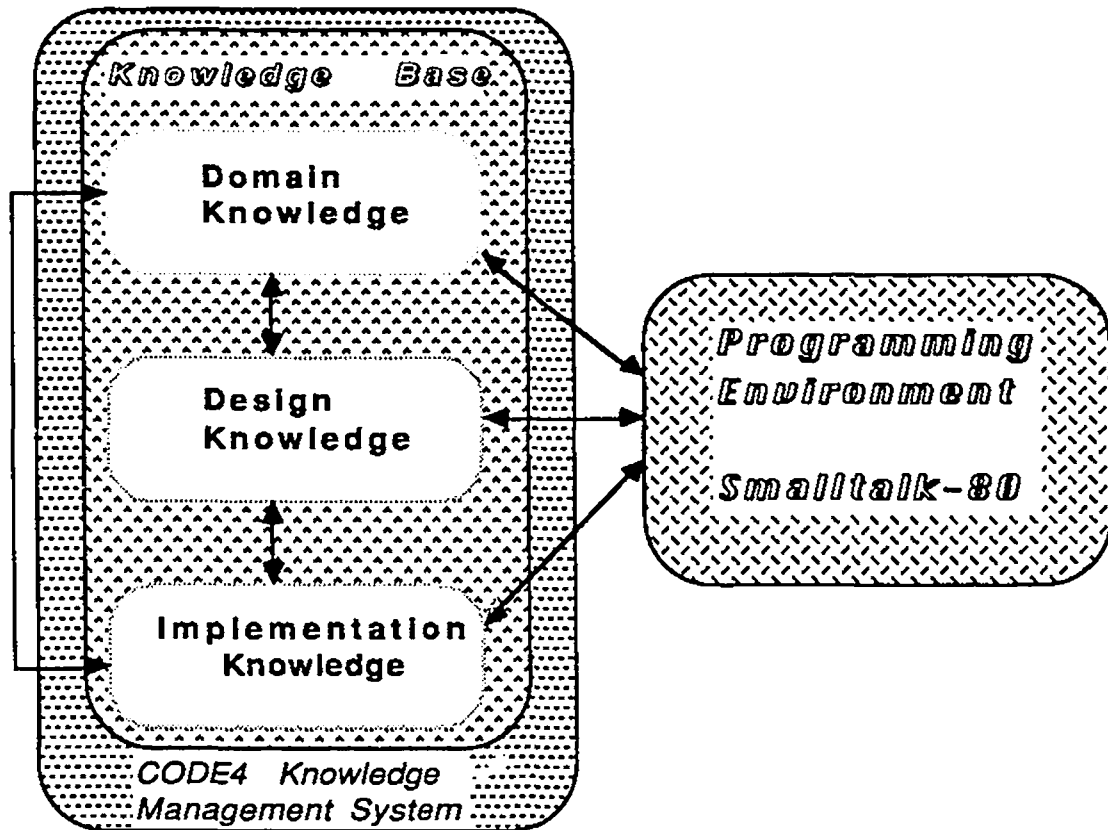 Knowledge Base
Domain
Knowledge
Design
Knowledge
Implementation
Knowledge
CODE4 Knowledge
Management System
Programming
Environment
Smalltalk-80